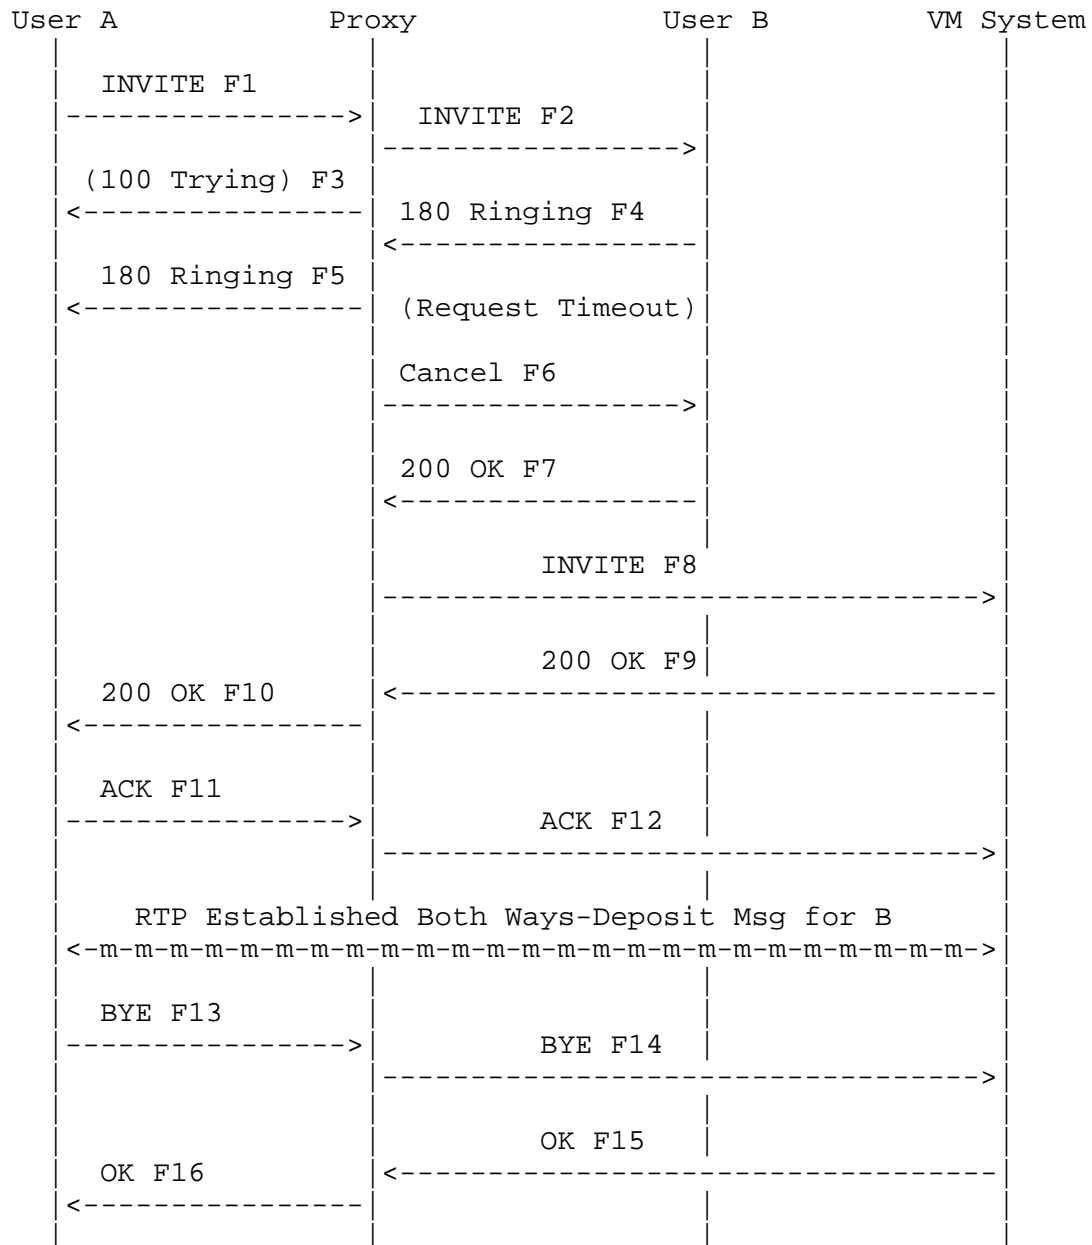 User A Proxy User B VM System
INVITE F1
INVITE F2
(100 Trying) F3
180 Ringing F4
180 Ringing F5
(Request Timeout)
Cancel F6
200 OK F7
INVITE F8
200 OK F9
200 OK F10
ACK F11
ACK F12
RTP Established Both Ways-Deposit Msg for B
<-m-m-m-m-m-m-m-m-m-m-m-m-m-m-m-m-m-m-m-m-m-m-m-m-m->
BYE F13
BYE F14
OK F15
OK F16